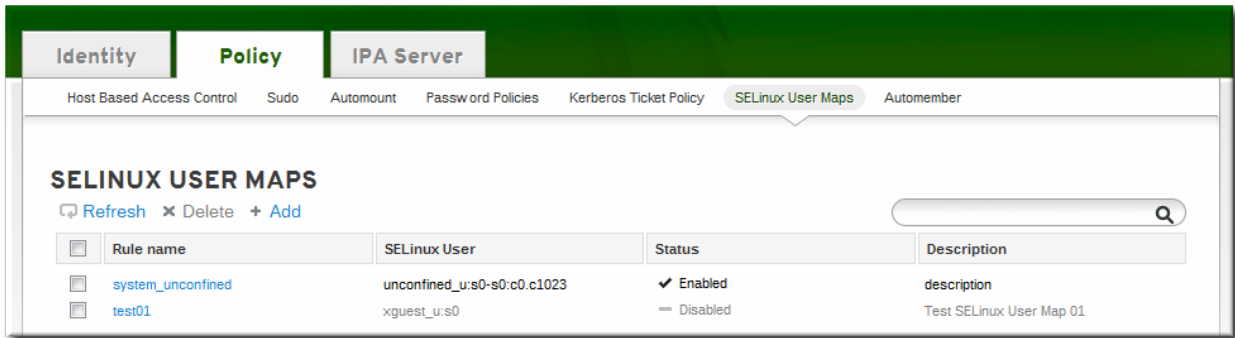 Identity Policy IPA Server
Host Based Access Control Sudo Automount Password Policies Kerberos Ticket Policy SELinux User Maps Automember
SELINUX USER MAPS
Refresh Delete Add
Rule name SELinux User Status Description
system_unconfined unconfined_u:s0-s0:c0.c1023 Enabled description
test01 xguest_u:s0 Disabled Test SELinux User Map 01